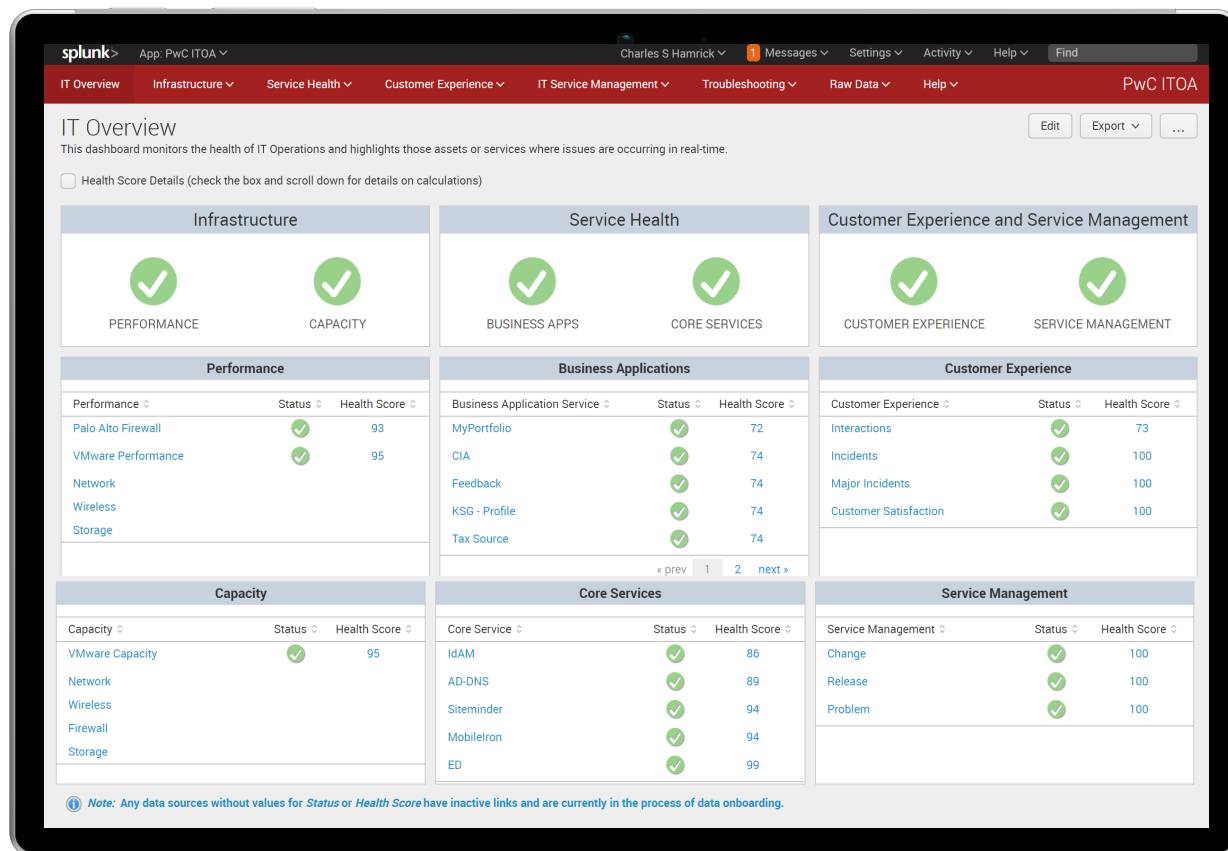 splunk> App: PwC ITOA Charles S Hamrick 1 Messages Settings Activity Help Find
IT Overview Infrastructure Service Health Customer Experience IT Service Management Troubleshooting Raw Data Help PwC ITOA
IT Overview Edit Export ...
This dashboard monitors the health of IT Operations and highlights those assets or services where issues are occurring in real-time.
Health Score Details (check the box and scroll down for details on calculations)
Infrastructure Service Health Customer Experience and Service Management
PERFORMANCE CAPACITY BUSINESS APPS CORE SERVICES CUSTOMER EXPERIENCE SERVICE MANAGEMENT
Performance
Performance Status Health Score
Palo Alto Firewall 93
VMware Performance 95
Network
Wireless
Storage
Business Applications
Business Application Service Status Health Score
MyPortfolio 72
CIA 74
Feedback 74
KSG - Profile 74
Tax Source 74
« prev 1 2 next »
Customer Experience
Customer Experience Status Health Score
Interactions 73
Incidents 100
Major Incidents 100
Customer Satisfaction 100
Capacity
Capacity Status Health Score
VMware Capacity 95
Network
Wireless
Firewall
Storage
Core Services
Core Service Status Health Score
IdAM 86
AD-DNS 89
Siteminder 94
MobileIron 94
ED 99
Service Management
Service Management Status Health Score
Change 100
Release 100
Problem 100
Note: Any data sources without values for Status or Health Score have inactive links and are currently in the process of data onboarding.